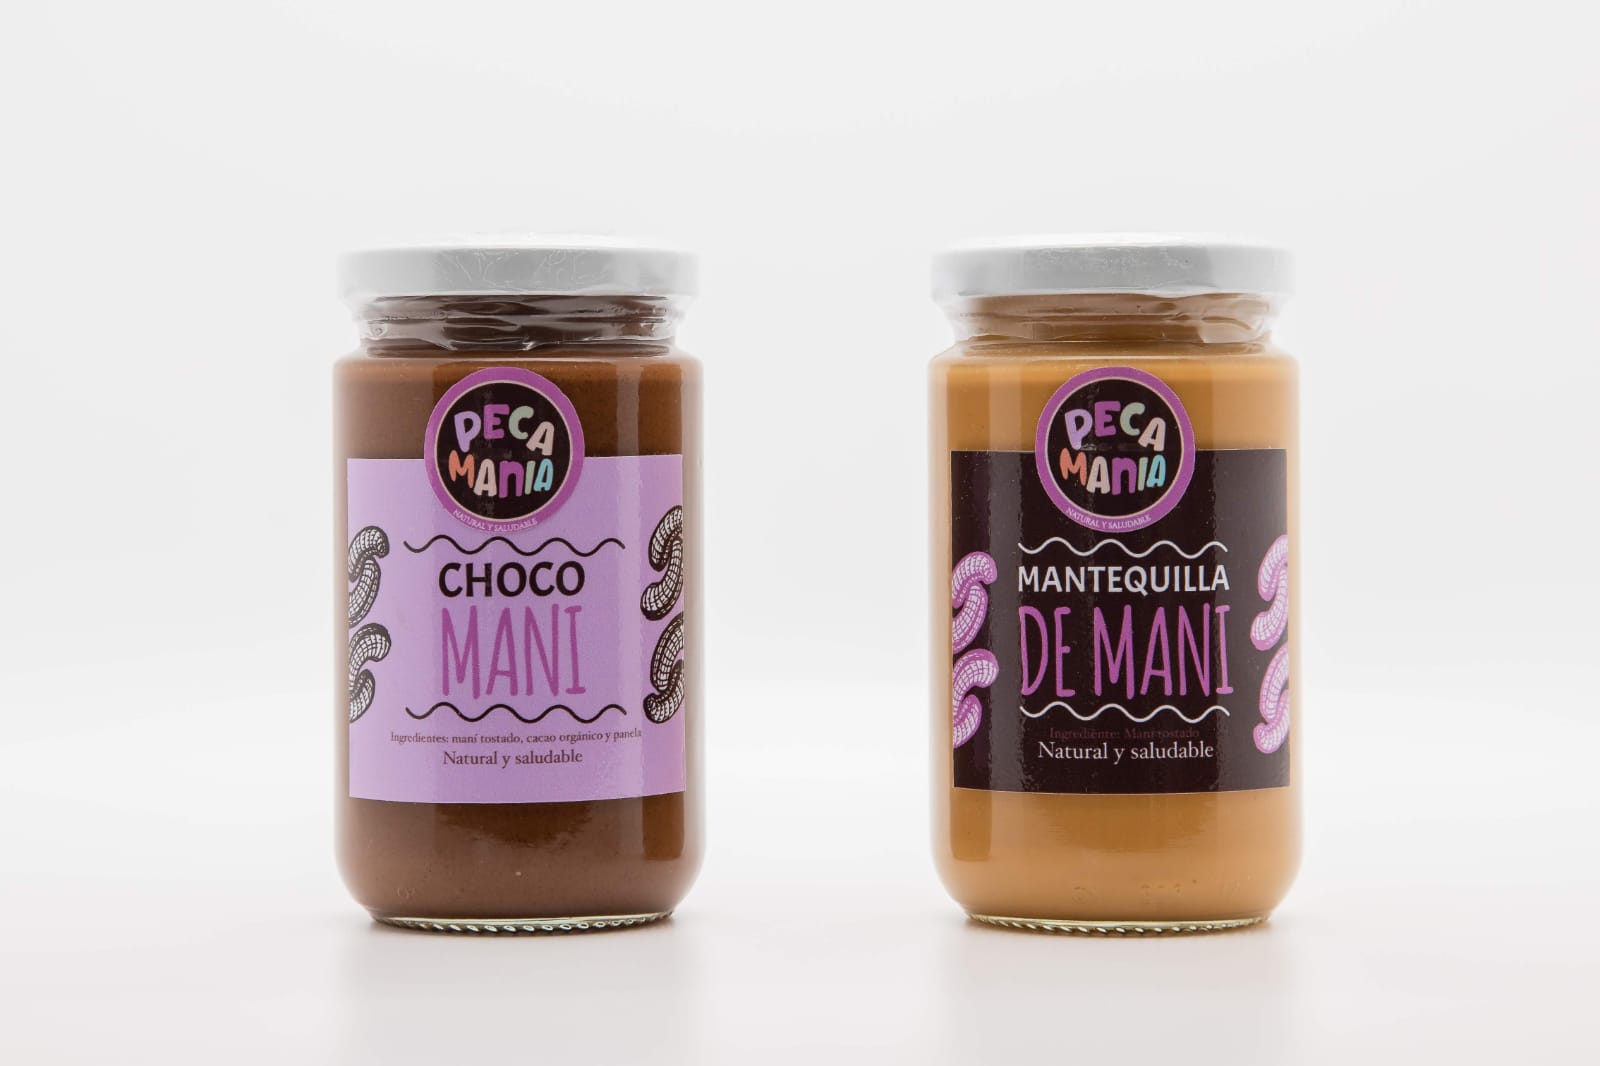 PECA
MANIA
NATURAL Y SALUDABLE
CHOCO
MANI
Ingredientes: maní tostado, cacao orgánico y panela
Natural y saludable
PECA
MANIA
NATURAL Y SALUDABLE
MANTEQUILLA
DE MANI
Ingrediente: Maní tostado
Natural y saludable